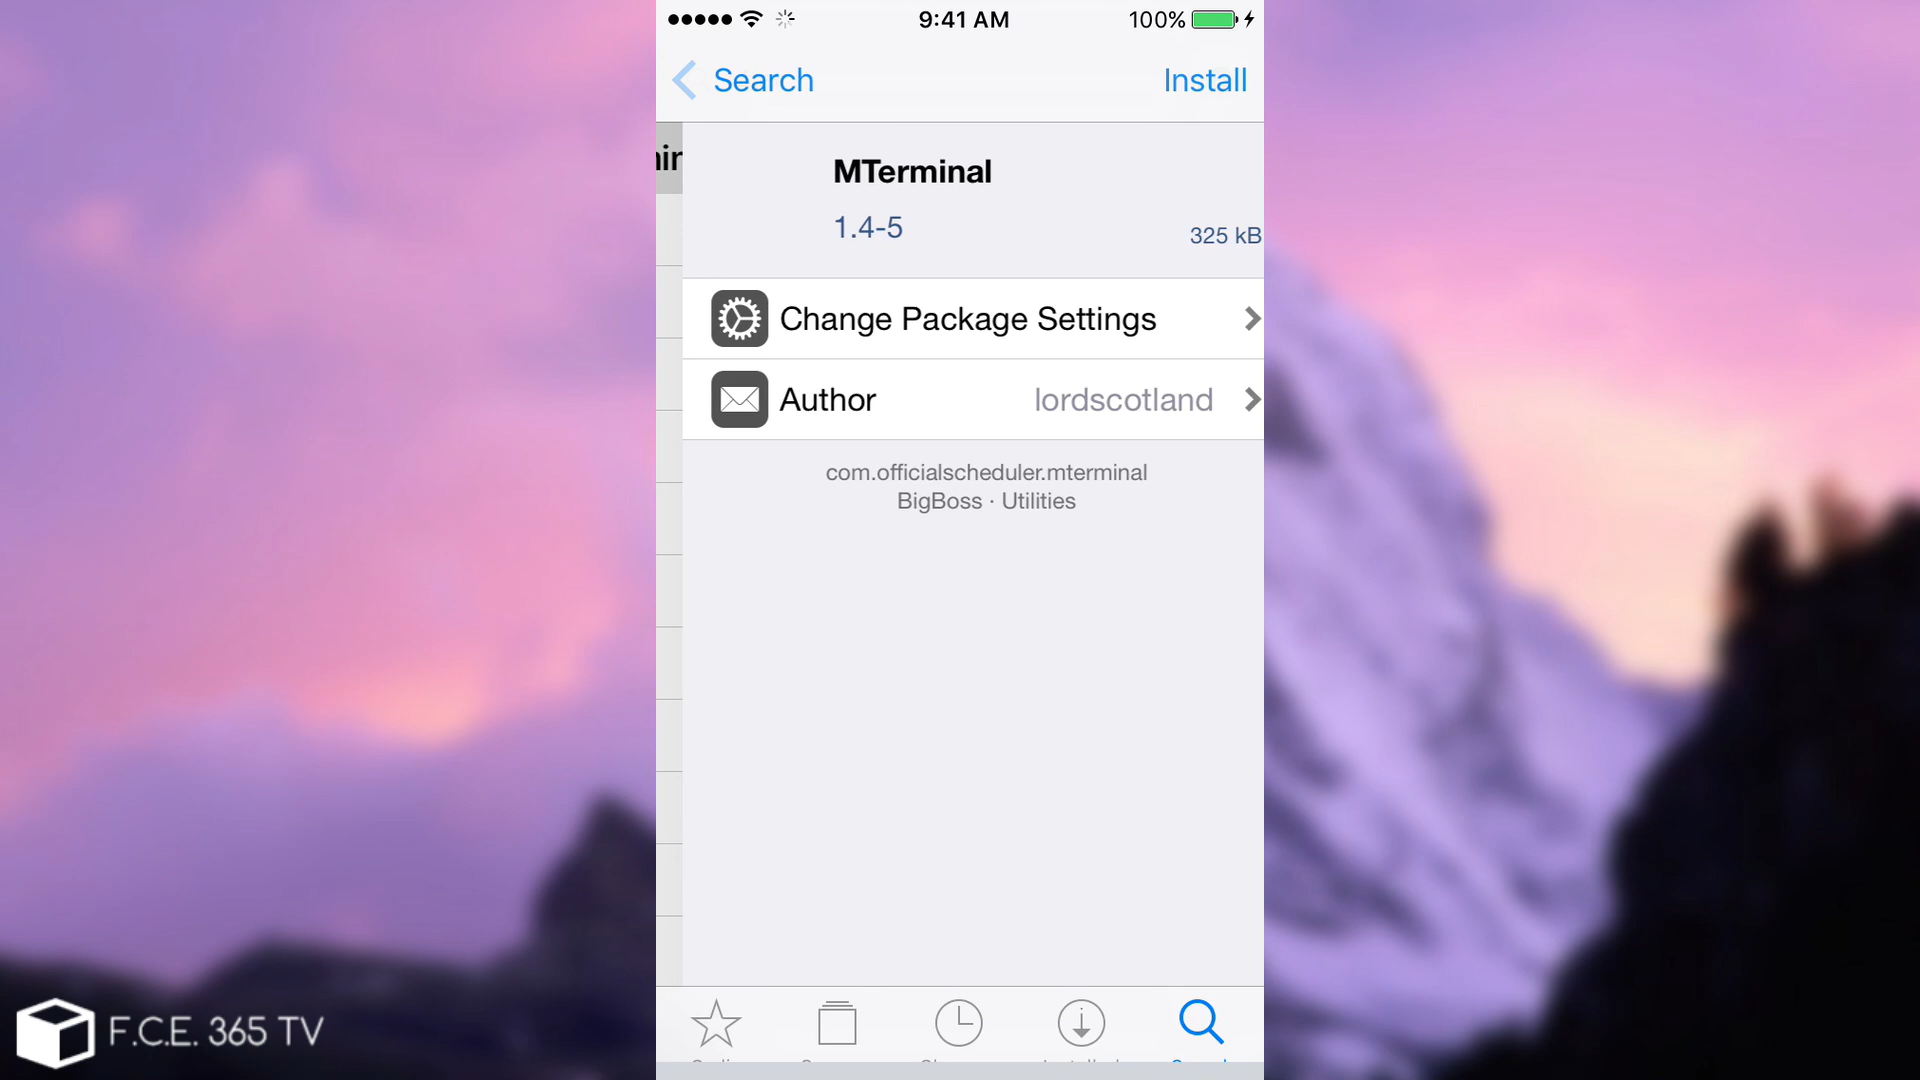 9:41 AM
100%
Search
Install
MTerminal
1.4-5
325 kB
Change Package Settings
Author
lordscotland
com.officialscheduler.mterminal
BigBoss · Utilities
F.C.E. 365 TV